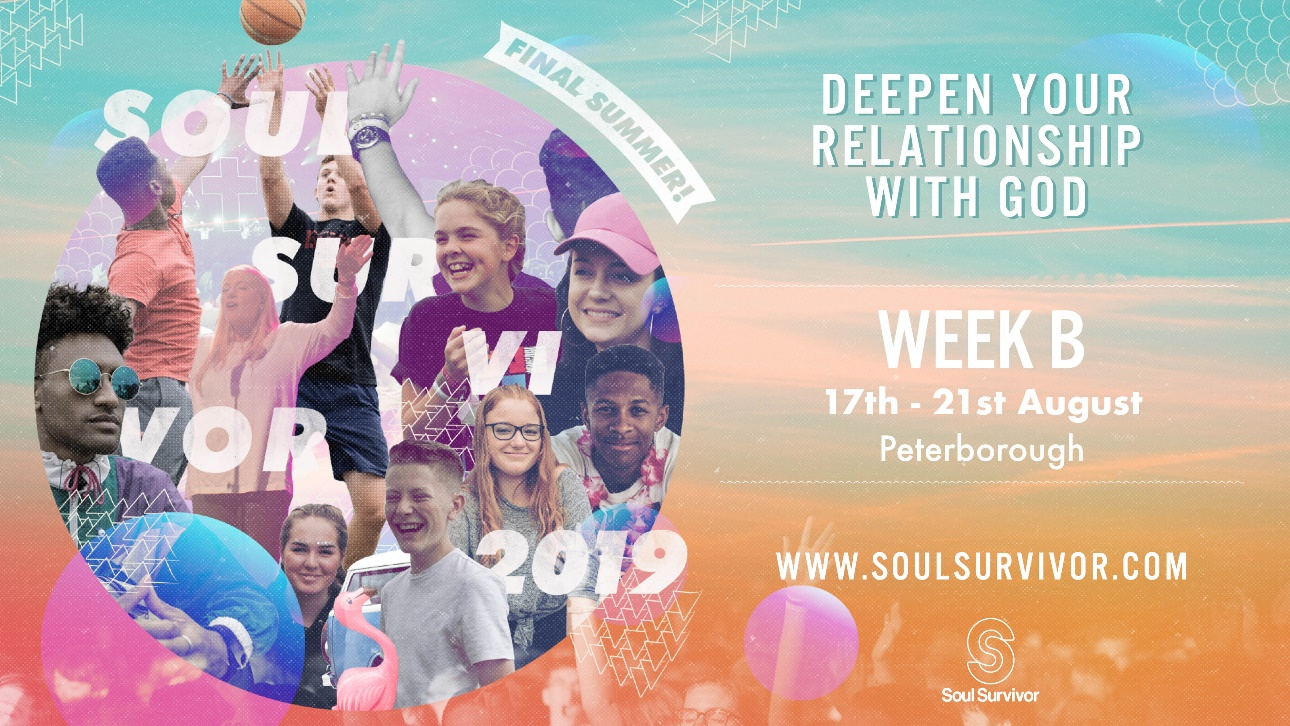 SOUL
SUR
VI
VOR
2019
FINAL SUMMER!
DEEPEN YOUR
RELATIONSHIP
WITH GOD
WEEK B
17th - 21st August
Peterborough
WWW.SOULSURVIVOR.COM
S
Soul Survivor